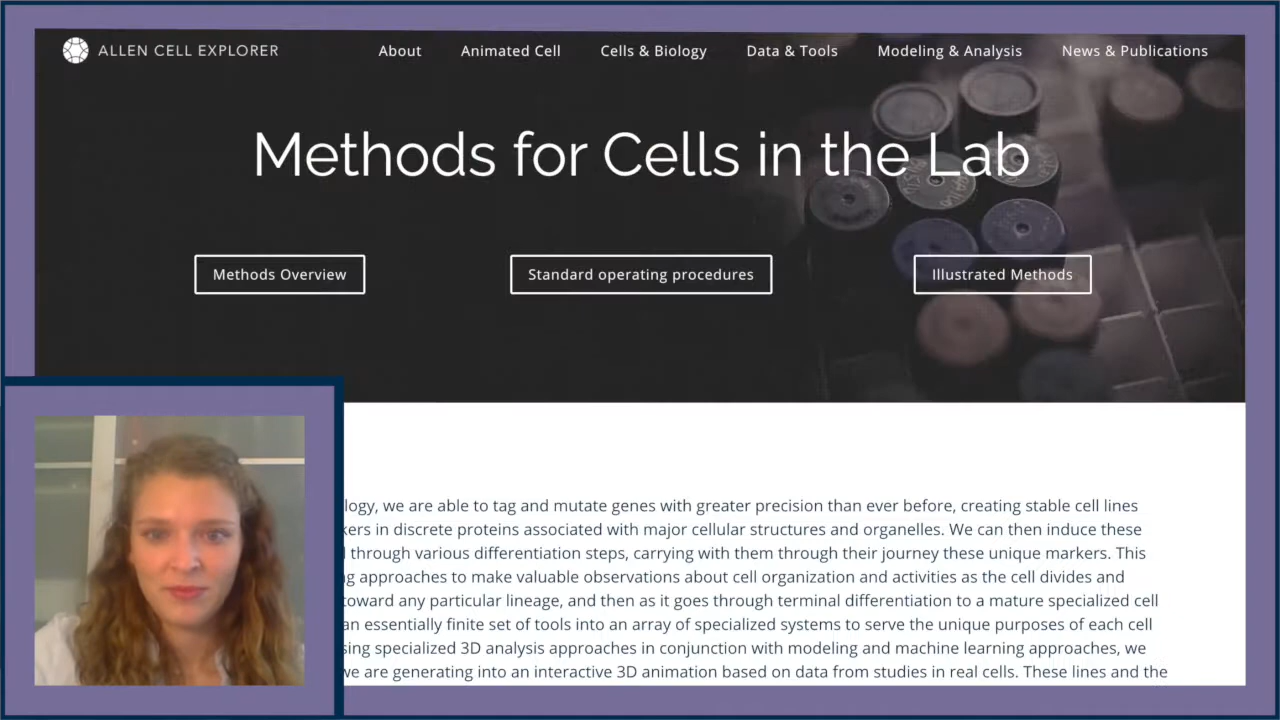 ALLEN CELL EXPLORER
About Animated Cell Cells & Biology Data & Tools Modeling & Analysis News & Publications
Methods for Cells in the Lab
Methods Overview Standard operating procedures Illustrated Methods
logy, we are able to tag and mutate genes with greater precision than ever before, creating stable cell lines
kers in discrete proteins associated with major cellular structures and organelles. We can then induce these
l through various differentiation steps, carrying with them through their journey these unique markers. This
ng approaches to make valuable observations about cell organization and activities as the cell divides and
toward any particular lineage, and then as it goes through terminal differentiation to a mature specialized cell
an essentially finite set of tools into an array of specialized systems to serve the unique purposes of each cell
sing specialized 3D analysis approaches in conjunction with modeling and machine learning approaches, we
we are generating into an interactive 3D animation based on data from studies in real cells. These lines and the